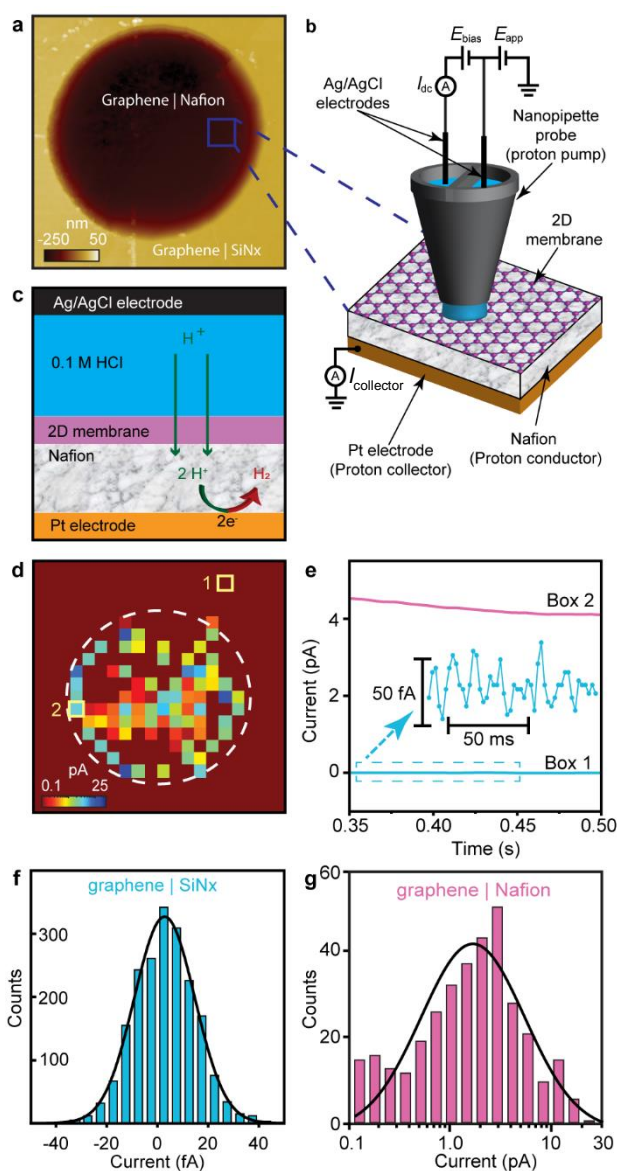 a
Graphene | Nafion
nm
-250 50
Graphene | SiNx
b
Ebias
Eapp
Idc
A
Ag/AgCl
electrodes
Nanopipette
probe
(proton pump)
2D
membrane
A
Icollector
Pt electrode
(Proton collector)
Nafion
(Proton conductor)
c
Ag/AgCl electrode
H+
0.1 M HCl
2D membrane
Nafion
2 H+
H2
2e-
Pt electrode
d
1
2
pA
0.1 25
e
Current (pA)
4
2
0
Box 2
50 fA
50 ms
Box 1
0.35 0.40 0.45 0.50
Time (s)
f
graphene | SiNx
Counts
300
200
100
-40 -20 0 20 40
Current (fA)
g
graphene | Nafion
Counts
60
40
20
0
0.1 1.0 10 30
Current (pA)